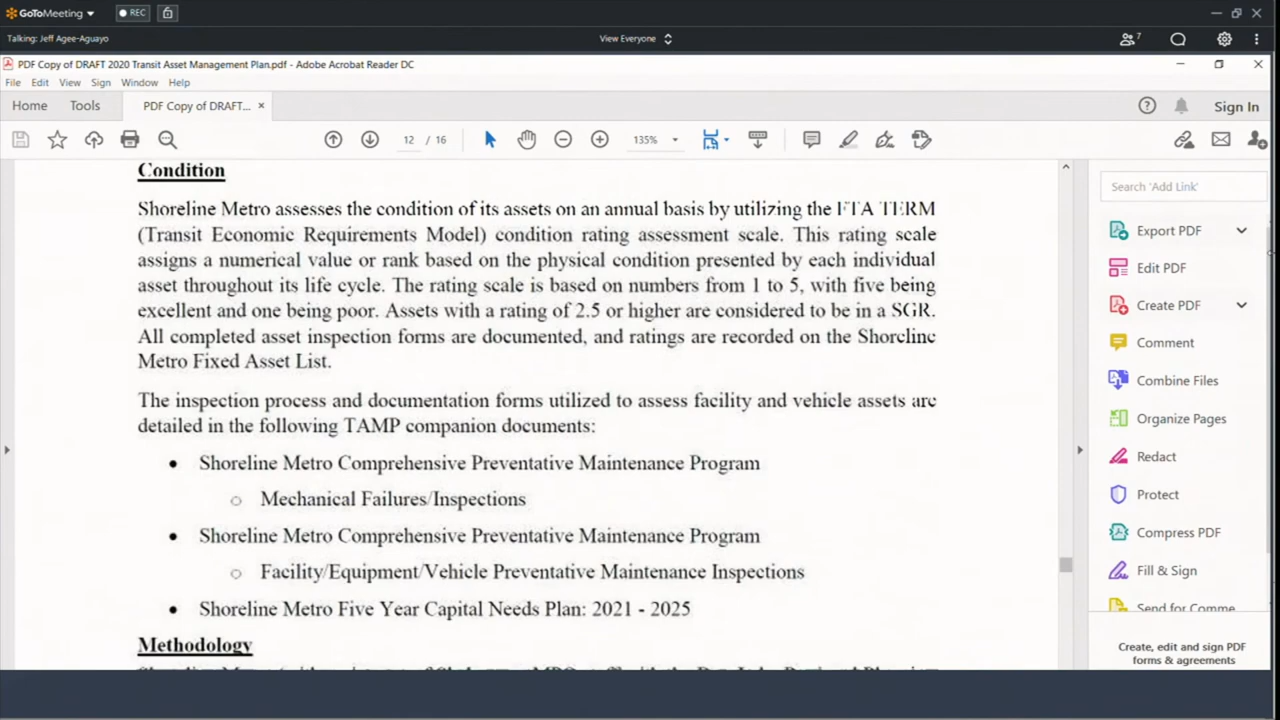 GoToMeeting
REC
Talking: Jeff Agee-Aguayo
View Everyone
7
PDF Copy of DRAFT 2020 Transit Asset Management Plan.pdf - Adobe Acrobat Reader DC
File Edit View Sign Window Help
Home Tools PDF Copy of DRAFT... × Sign In
12 / 16 135%
Condition
Shoreline Metro assesses the condition of its assets on an annual basis by utilizing the FTA TERM
(Transit Economic Requirements Model) condition rating assessment scale. This rating scale
assigns a numerical value or rank based on the physical condition presented by each individual
asset throughout its life cycle. The rating scale is based on numbers from 1 to 5, with five being
excellent and one being poor. Assets with a rating of 2.5 or higher are considered to be in a SGR.
All completed asset inspection forms are documented, and ratings are recorded on the Shoreline
Metro Fixed Asset List.
The inspection process and documentation forms utilized to assess facility and vehicle assets are
detailed in the following TAMP companion documents:
• Shoreline Metro Comprehensive Preventative Maintenance Program
○ Mechanical Failures/Inspections
• Shoreline Metro Comprehensive Preventative Maintenance Program
○ Facility/Equipment/Vehicle Preventative Maintenance Inspections
• Shoreline Metro Five Year Capital Needs Plan: 2021 - 2025
Methodology
Search 'Add Link'
Export PDF
Edit PDF
Create PDF
Comment
Combine Files
Organize Pages
Redact
Protect
Compress PDF
Fill & Sign
Send for Comme
Create, edit and sign PDF
forms & agreements